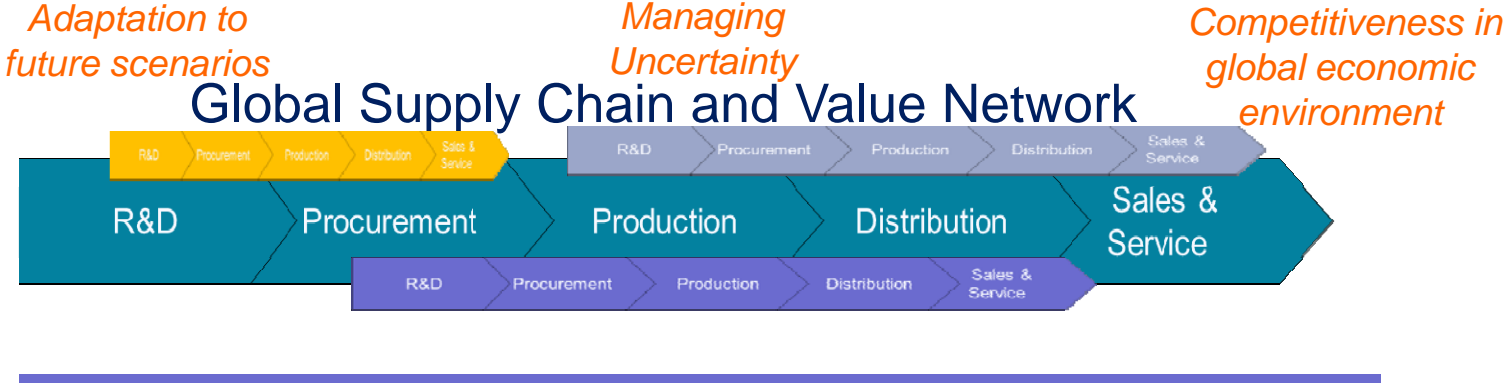 Adaptation to
future scenarios
Managing
Uncertainty
Competitiveness in
global economic
environment
Global Supply Chain and Value Network
R&D Procurement Production Distribution Sales &
Service
R&D Procurement Production Distribution Sales &
Service
R&D Procurement Production Distribution Sales &
Service
R&D Procurement Production Distribution Sales &
Service